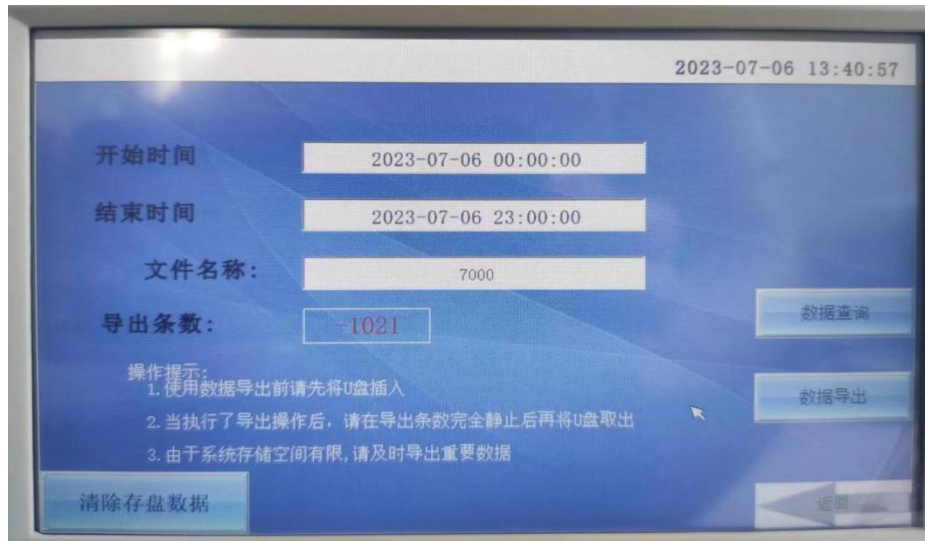 2023-07-06 13:40:57
开始时间 2023-07-06 00:00:00
结束时间 2023-07-06 23:00:00
文件名称: 7000
导出条数: -1021
数据查询
操作提示:
1.使用数据导出前请先将U盘插入
数据导出
2.当执行了导出操作后，请在导出条数完全静止后再将U盘取出
3.由于系统存储空间有限,请及时导出重要数据
清除存盘数据
返回